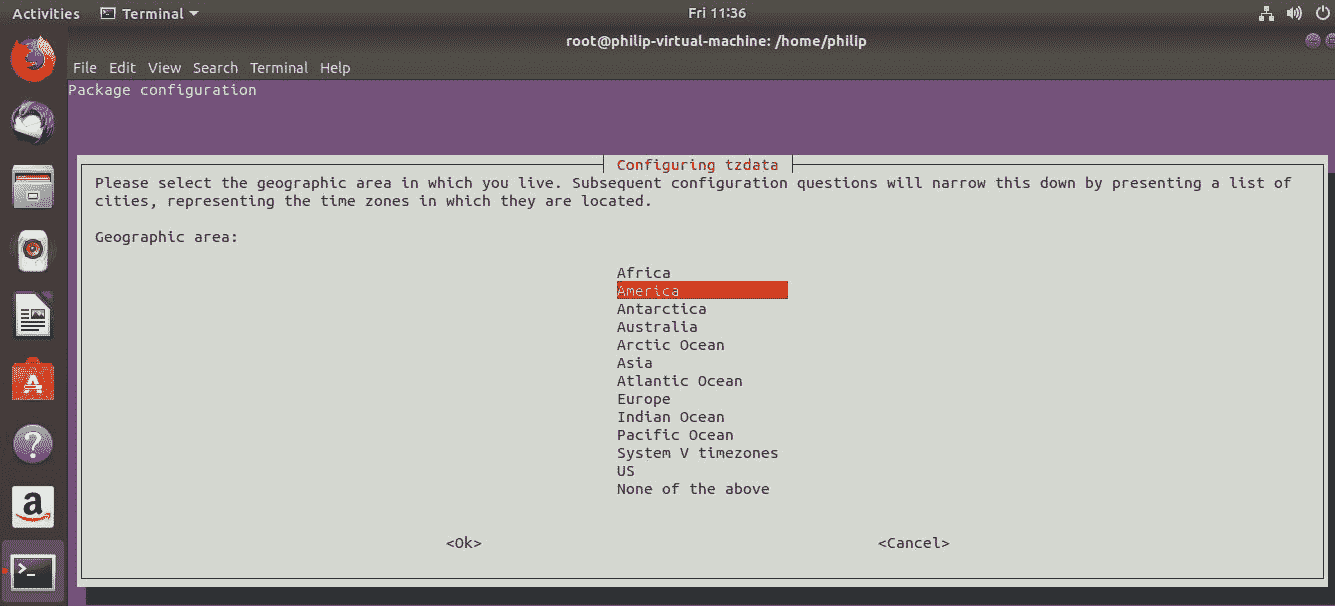 Activities Terminal Fri 11:36
root@philip-virtual-machine: /home/philip
File Edit View Search Terminal Help
Package configuration
Configuring tzdata
Please select the geographic area in which you live. Subsequent configuration questions will narrow this down by presenting a list of
cities, representing the time zones in which they are located.
Geographic area:
Africa
America
Antarctica
Australia
Arctic Ocean
Asia
Atlantic Ocean
Europe
Indian Ocean
Pacific Ocean
System V timezones
US
None of the above
<Ok> <Cancel>